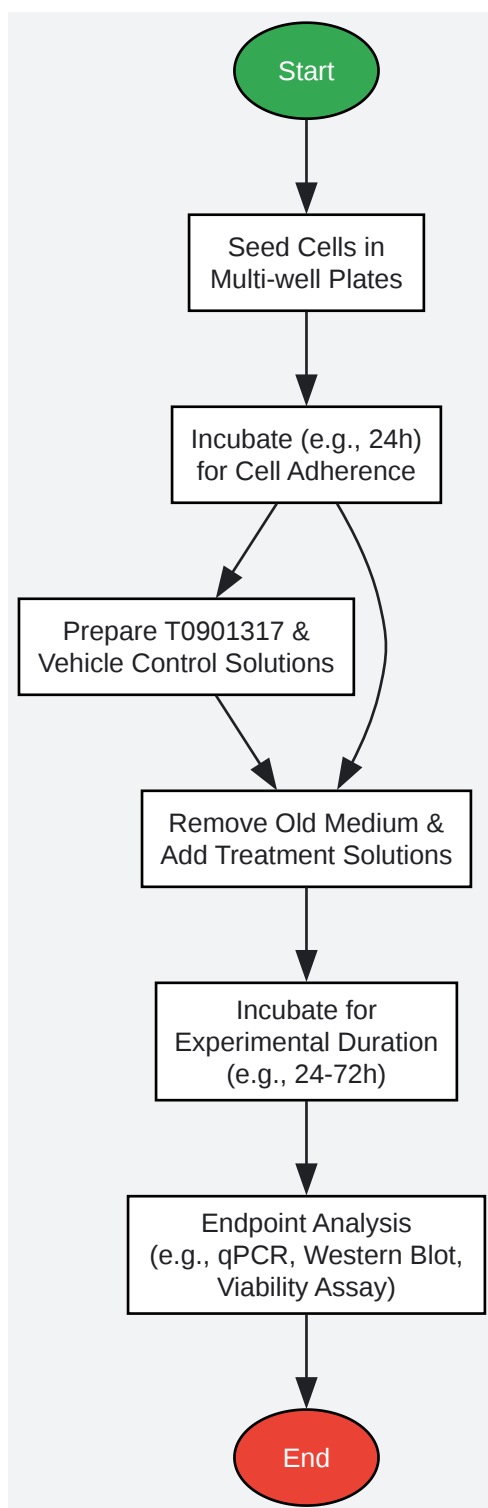 Start
Seed Cells in
Multi-well Plates
Incubate (e.g., 24h)
for Cell Adherence
Prepare T0901317 &
Vehicle Control Solutions
Remove Old Medium &
Add Treatment Solutions
Incubate for
Experimental Duration
(e.g., 24-72h)
Endpoint Analysis
(e.g., qPCR, Western Blot,
Viability Assay)
End